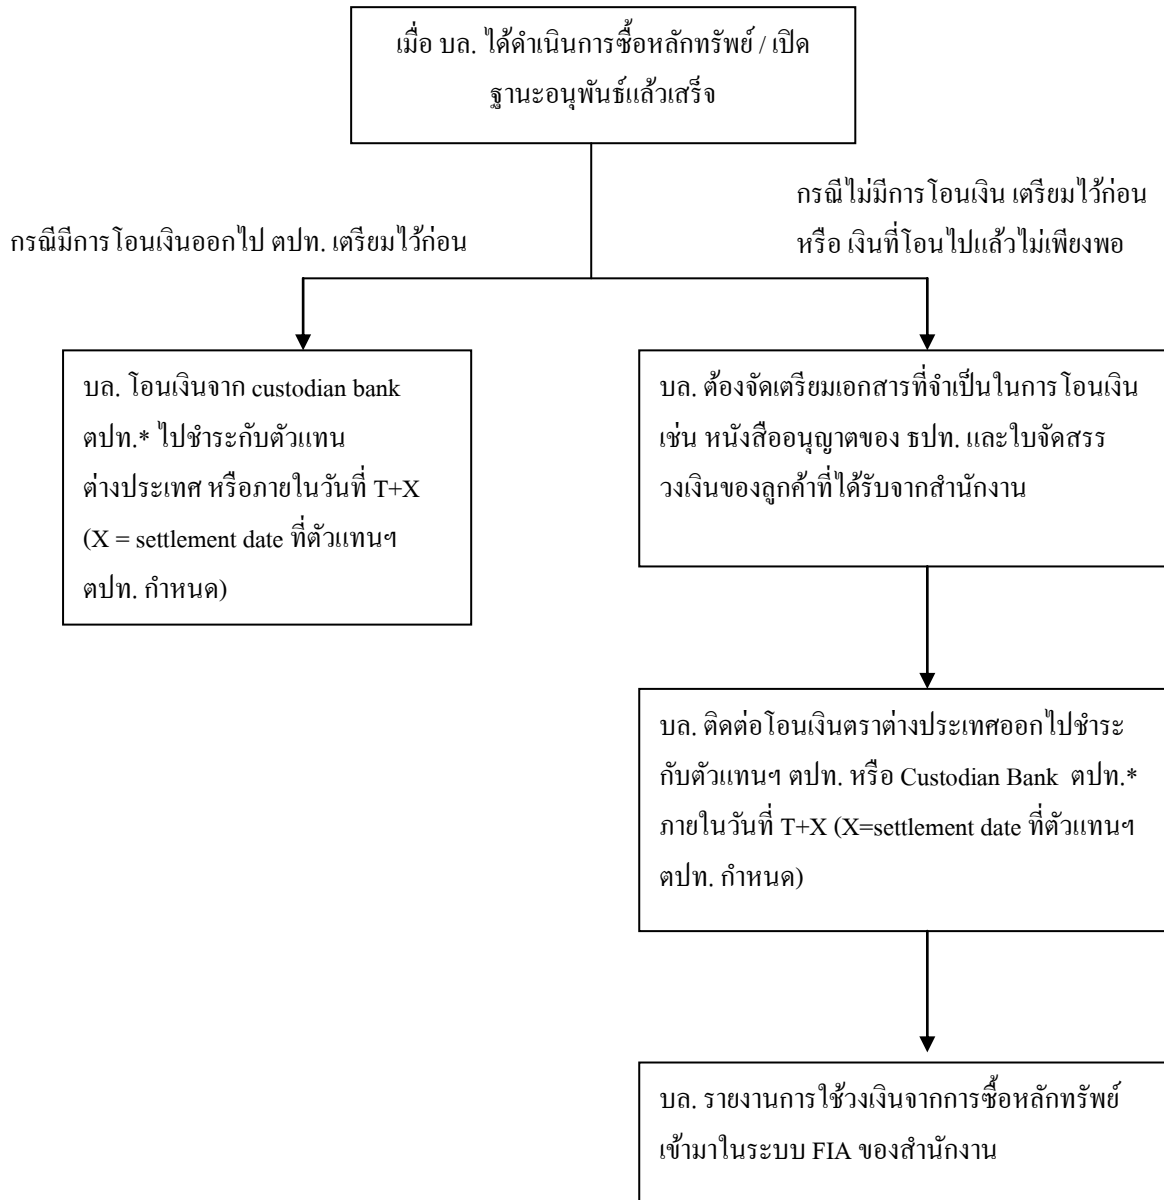 เมื่อ บล. ได้ดำเนินการซื้อหลักทรัพย์ / เปิด
ฐานะอนุพันธ์แล้วเสร็จ
กรณีมีการโอนเงินออกไป ตปท. เตรียมไว้ก่อน
กรณีไม่มีการโอนเงิน เตรียมไว้ก่อน
หรือ เงินที่โอนไปแล้วไม่เพียงพอ
บล. โอนเงินจาก custodian bank
ตปท.* ไปชำระกับตัวแทน
ต่างประเทศ หรือภายในวันที่ T+X
(X = settlement date ที่ตัวแทนฯ
ตปท. กำหนด)
บล. ต้องจัดเตรียมเอกสารที่จำเป็นในการโอนเงิน
เช่น หนังสืออนุญาตของ ธปท. และใบจัดสรร
วงเงินของลูกค้าที่ได้รับจากสำนักงาน
บล. ติดต่อโอนเงินตราต่างประเทศออกไปชำระ
กับตัวแทนฯ ตปท. หรือ Custodian Bank ตปท.*
ภายในวันที่ T+X (X=settlement date ที่ตัวแทนฯ
ตปท. กำหนด)
บล. รายงานการใช้วงเงินจากการซื้อหลักทรัพย์
เข้ามาในระบบ FIA ของสำนักงาน